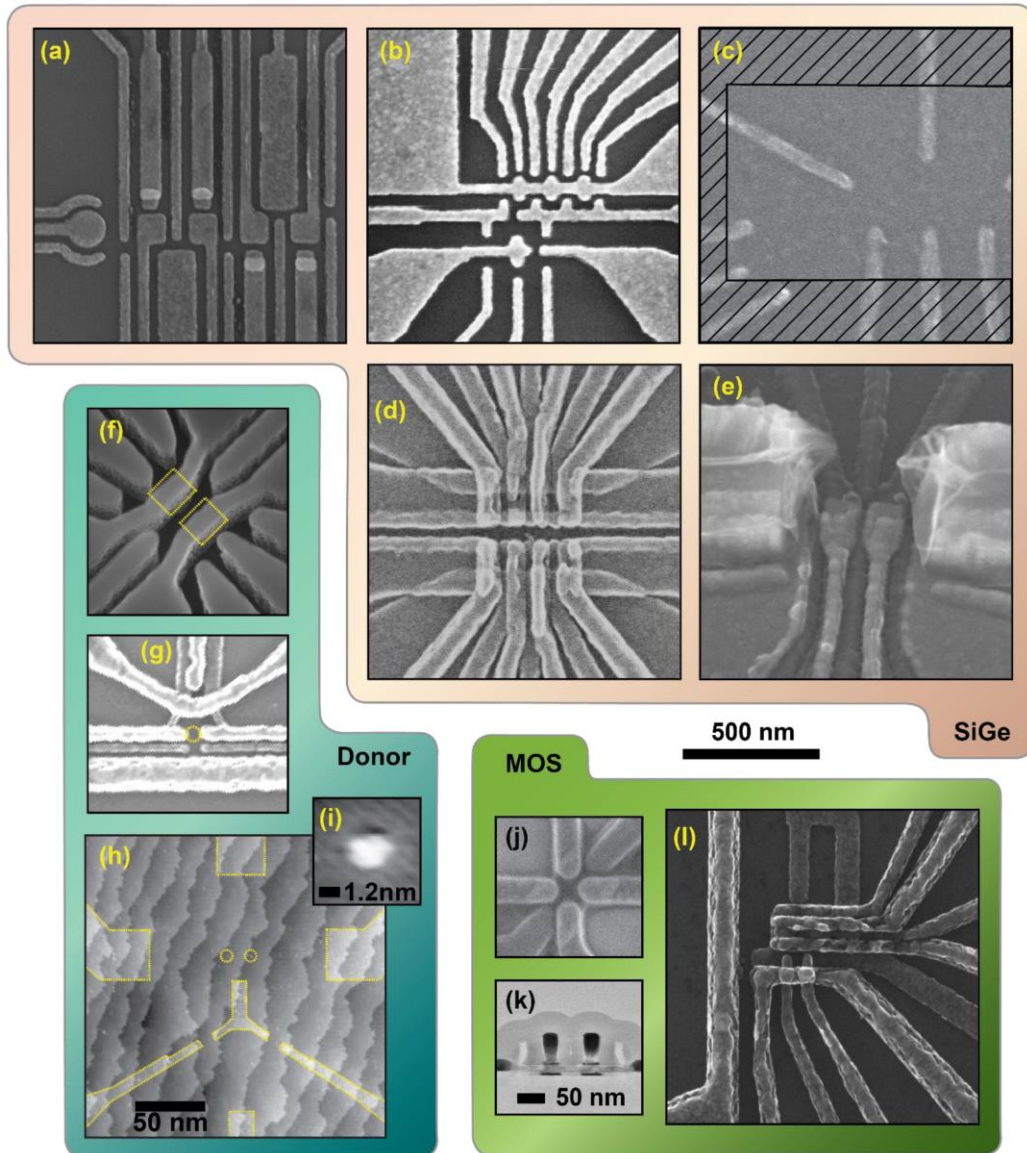 (a)
(b)
(c)
(d)
(e)
(f)
(g)
500 nm
SiGe
Donor
MOS
(i)
1.2nm
(h)
50 nm
(j)
(k)
50 nm
(l)